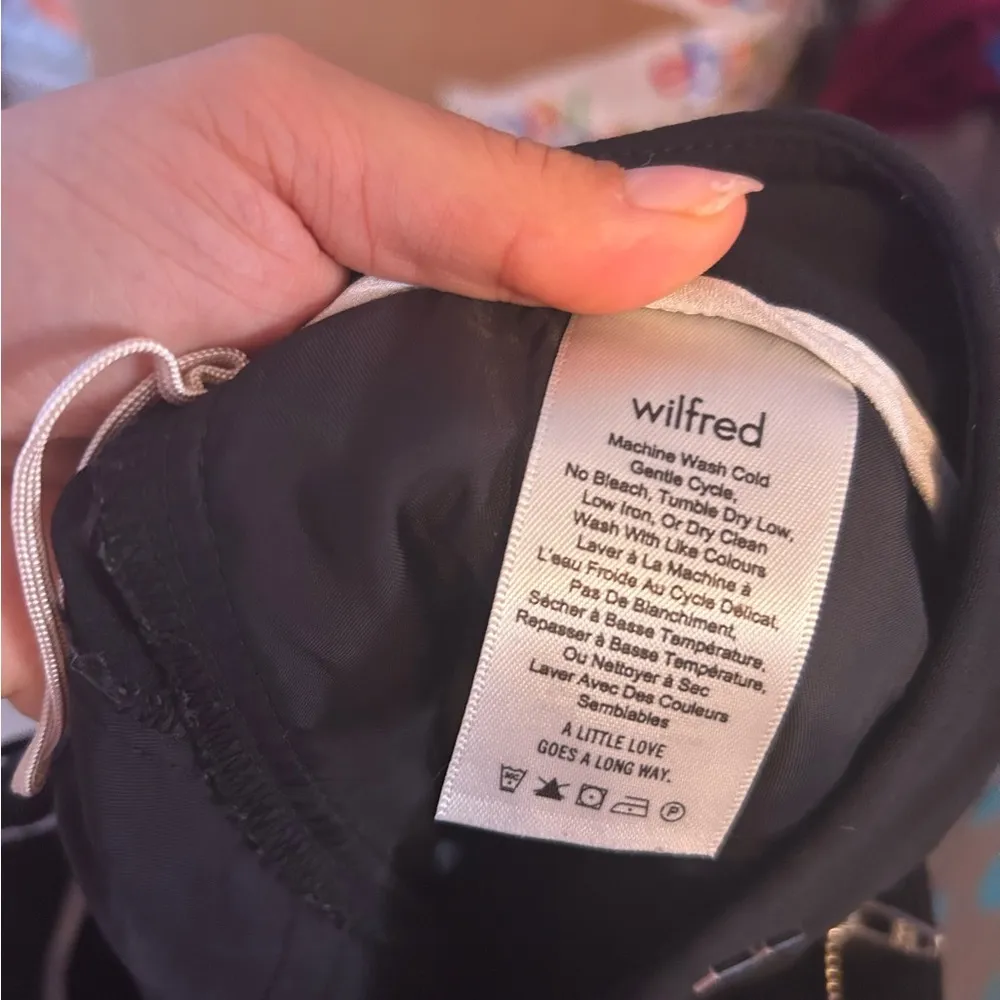 wilfred
Machine Wash Cold
Gentle Cycle,
No Bleach, Tumble Dry Low,
Low Iron, Or Dry Clean
Wash With Like Colours
Laver à La Machine à
L'eau Froide Au Cycle Délicat,
Pas De Blanchiment,
Sécher à Basse Température,
Repasser à Basse Température,
Ou Nettoyer à Sec
Laver Avec Des Couleurs
Semblables
A LITTLE LOVE
GOES A LONG WAY.
MC P